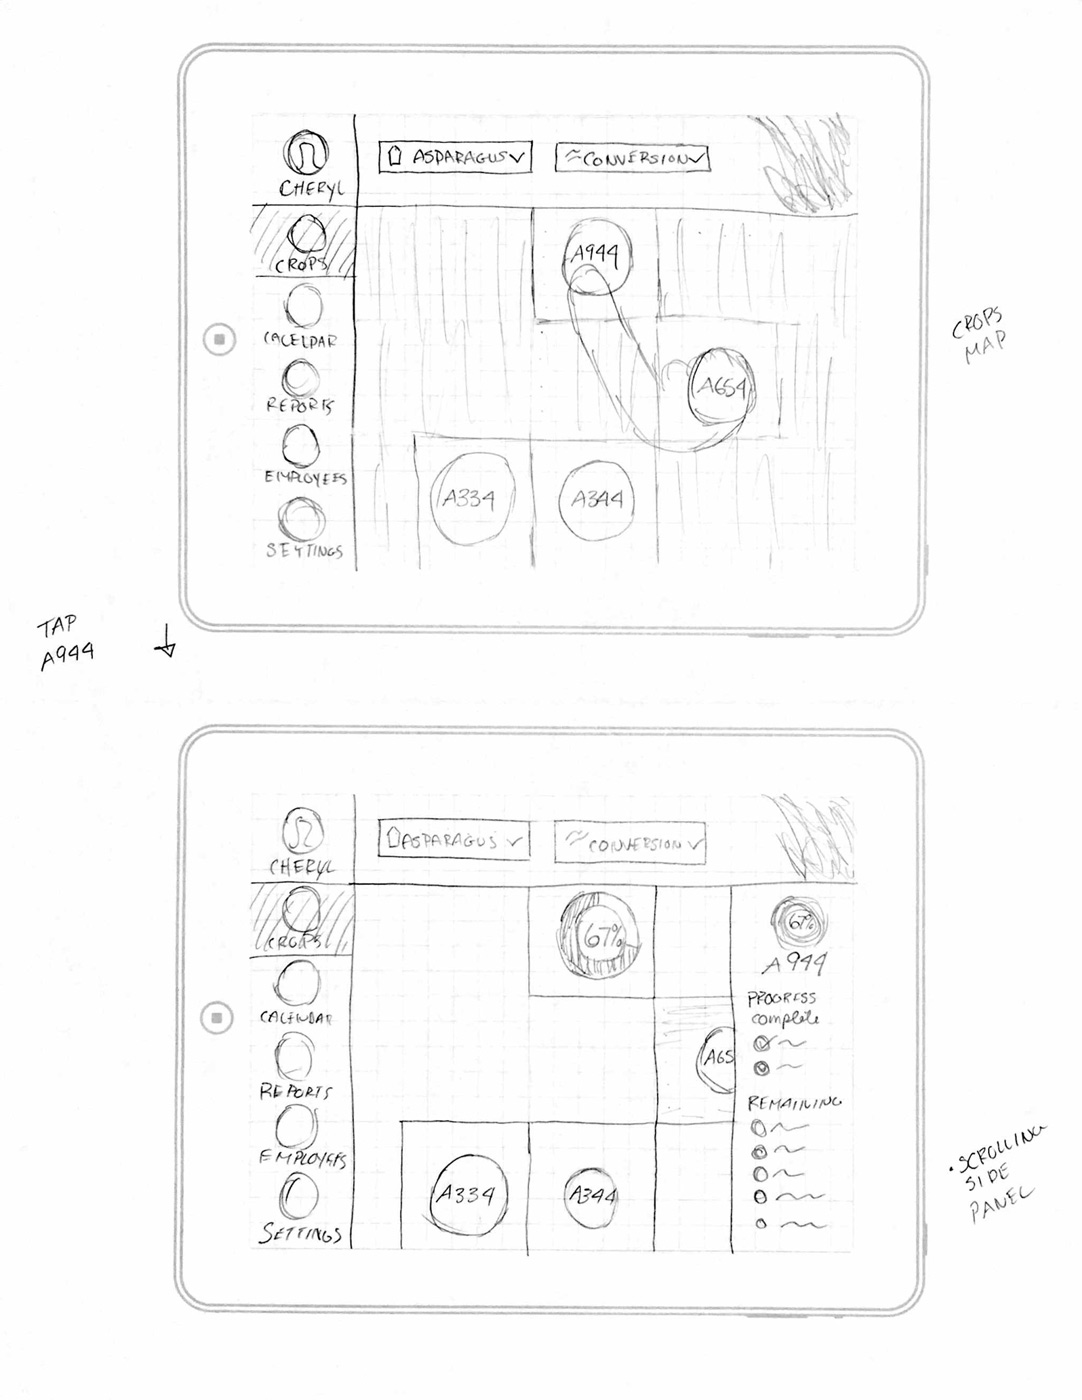 CHERYL
ASPARAGUS
CONVERSION
CROPS
CALELDAR
REPORTS
EMPLOYEES
SETTINGS
A944
A654
A334
A344
CROPS
MAP
TAP
A944
CHERYL
ASPARAGUS
CONVERSION
CROPS
CALENDAR
REPORTS
EMPLOYEES
SETTINGS
67%
A65
A334
A344
67%
A944
PROGRESS
complete
REMAINING
• SCROLLING
SIDE
PANEL